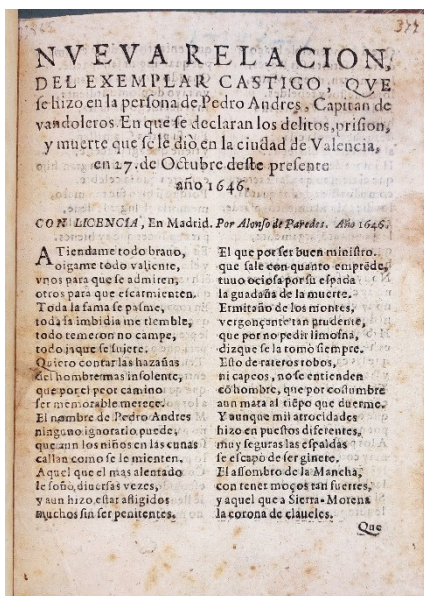 377
NVEVA RELACION,
DEL EXEMPLAR CASTIGO, QVE
se hizo en la persona de Pedro Andres, Capitan de
vandoleros En que se declaran los delitos, prision,
y muerte que se le diò en la ciudad de Valencia,
en 27. de Octubre deste presente
año 1646.
CON LICENCIA, En Madrid. Por Alonso de Paredes. Año 1646.
ATiendame todo brauo,
oigame todo valiente,
vnos para que se admiren,
otros para que escarmienten.
Toda la fama se pasme,
toda la imbidia me tiemble,
todo temeron no campe,
todo jaque se sujete.
Quiero contar las hazañas
del hombre mas insolente,
que por el peor camino
ser memorable merece.
El nombre de Pedro Andres
ninguno ignorarlo puede,
que aun los niños en las cunas
callan como se le mienten.
Aquel que el mas alentado
le soñò diuersas vezes,
y aun hizo estar afligidos
muchos sin ser penitentes.
El que por ser buen ministro
que sale con quanto emprēde,
tuuo ociosa por su espada
la guadaña de la muerte.
Ermitaño de los montes,
vergonçante tan prudente,
que por no pedir limosna,
dizque se la tomò siempre.
Esto de rateros robos,
ni capeos, no se entienden
cō hombre, que por costumbre
aun mata al tiēpo que duerme.
Y aunque mil atrocidades
hizo en puestos diferentes,
muy seguras las espaldas
se escapò de ser ginete.
El assombro de la Mancha,
con tener moços tan fuertes,
y aquel que a Sierra-Morena
la corona de claueles.
Que